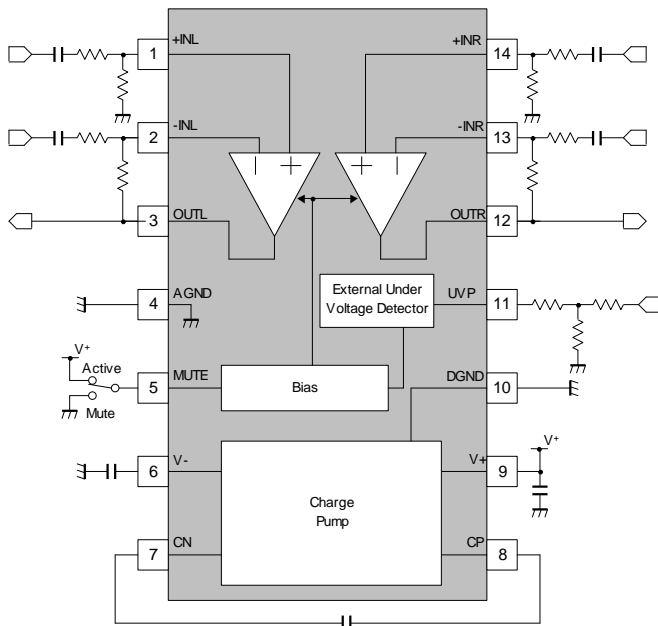 +INL
+INR
1
14
-INL
-INR
2
13
OUTL
OUTR
3
12
AGND
External Under
Voltage Detector
UVP
4
11
V+
Active
MUTE
Bias
DGND
5
10
Mute
V-
V+
V+
6
9
Charge
Pump
CN
CP
7
8